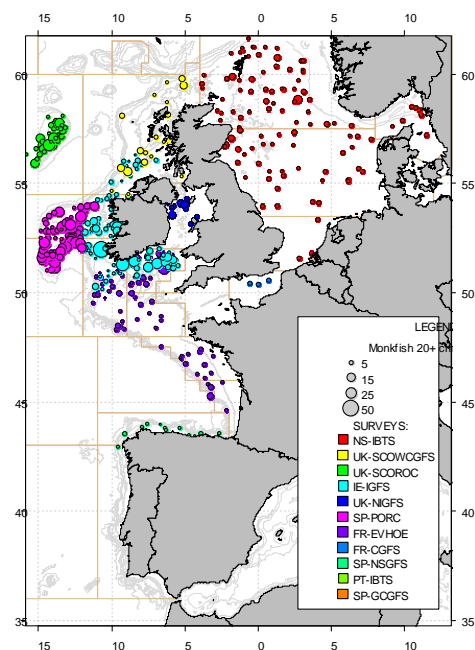 15 10 5 0 5 10
60 60
55 55
50 50
LEGEN
Monkfish 20+ cm
5
15
25
50
45 45
SURVEYS:
NS-IBTS
UK-SCOWCGFS
UK-SCOROC
IE-IGFS
UK-NIGFS
SP-PORC
FR-EVHOE
FR-CGFS
SP-NSGFS
PT-IBTS
SP-GCGFS
40 40
35 35
15 10 5 0 5 10